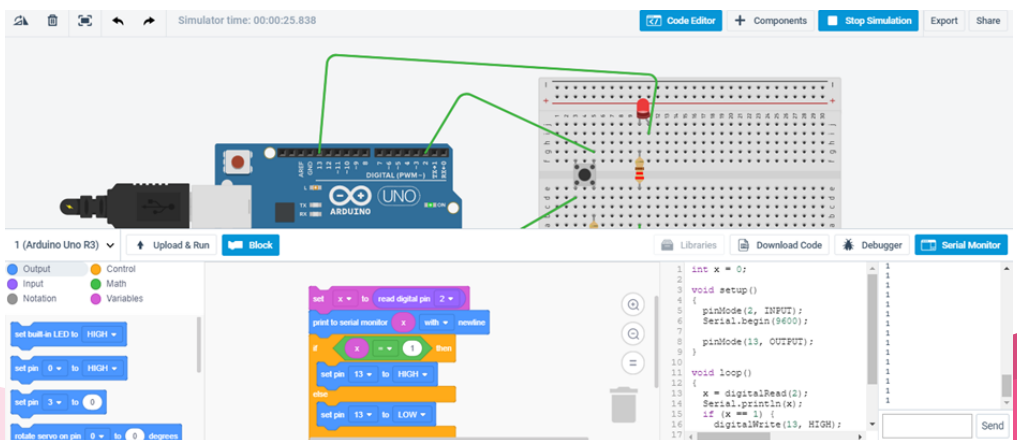 Simulator time: 00:00:25.838
Code Editor
+ Components
Stop Simulation
Export
Share
AREF
GND
13
12
DIGITAL (PWM~)
L
TX
RX
UNO
ON
ARDUINO
1 (Arduino Uno R3)
Upload & Run
Block
Libraries
Download Code
Debugger
Serial Monitor
Output
Control
Input
Math
Notation
Variables
set built-in LED to HIGH
set pin 0 to HIGH
set pin 3 to 0
rotate servo on pin 0 to 0 degrees
set x to read digital pin 2
print to serial monitor x with newline
if x = 1 then
set pin 13 to HIGH
else
set pin 13 to LOW
1 int x = 0;
2
3 void setup()
4 {
5 pinMode(2, INPUT);
6 Serial.begin(9600);
7
8 pinMode(13, OUTPUT);
9 }
10
11 void loop()
12 {
13 x = digitalRead(2);
14 Serial.println(x);
15 if (x == 1) {
16 digitalWrite(13, HIGH);
17
1
1
1
1
1
1
1
1
1
1
1
1
1
1
Send